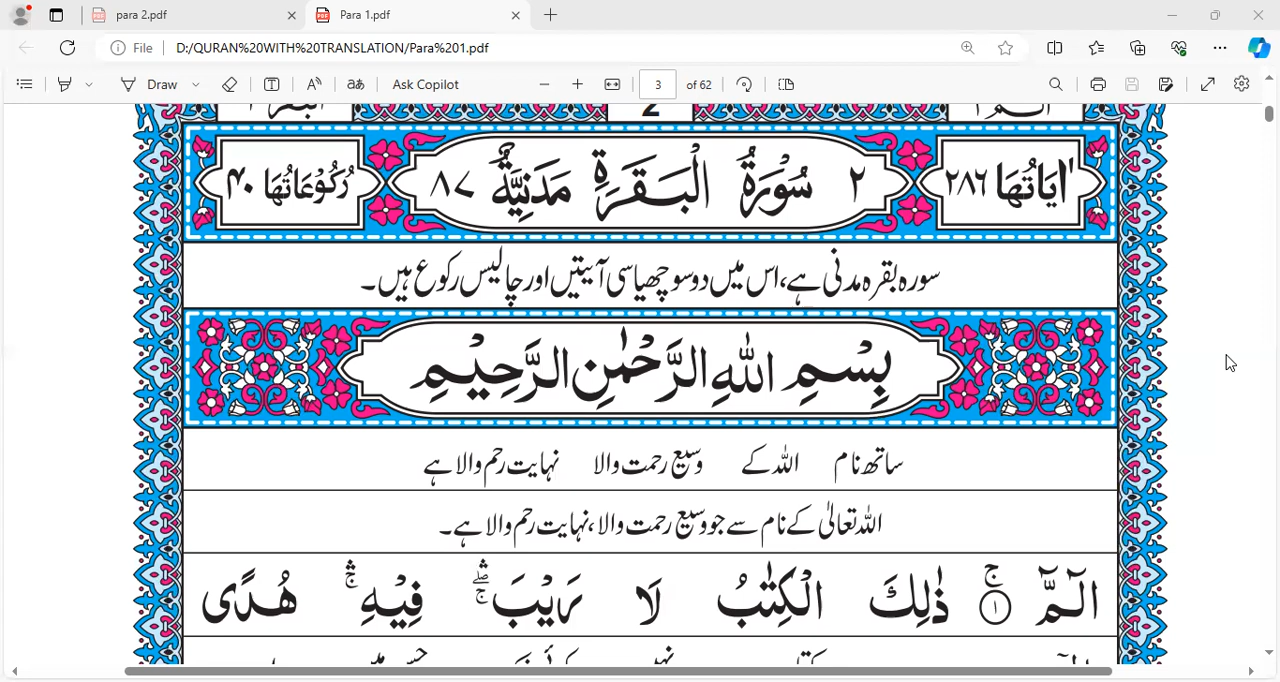 para 2.pdf
Para 1.pdf
File D:/QURAN%20WITH%20TRANSLATION/Para%201.pdf
Draw
aあ
Ask Copilot
3 of 62
2
اٰيَاتُهَا ٢٨٦
٢ سُوْرَةُ الْبَقَرَةِ مَدَنِيَّةٌ ٨٧
رُكُوْعَاتُهَا ٤٠
سورہ بقرہ مدنی ہے، اس میں دو سو چھیاسی آیتیں اور چالیس رکوع ہیں۔
بِسْمِ اللّٰهِ الرَّحْمٰنِ الرَّحِيْمِ
ساتھ نام اللہ کے وسیع رحمت والا نہایت رحم والا ہے
اللہ تعالیٰ کے نام سے جو وسیع رحمت والا، نہایت رحم والا ہے۔
الٓمّٓ ۚ ۝١ ذٰلِكَ الْكِتٰبُ لَا رَيْبَ ۛۖۚ فِيْهِ ۛۚ هُدًى